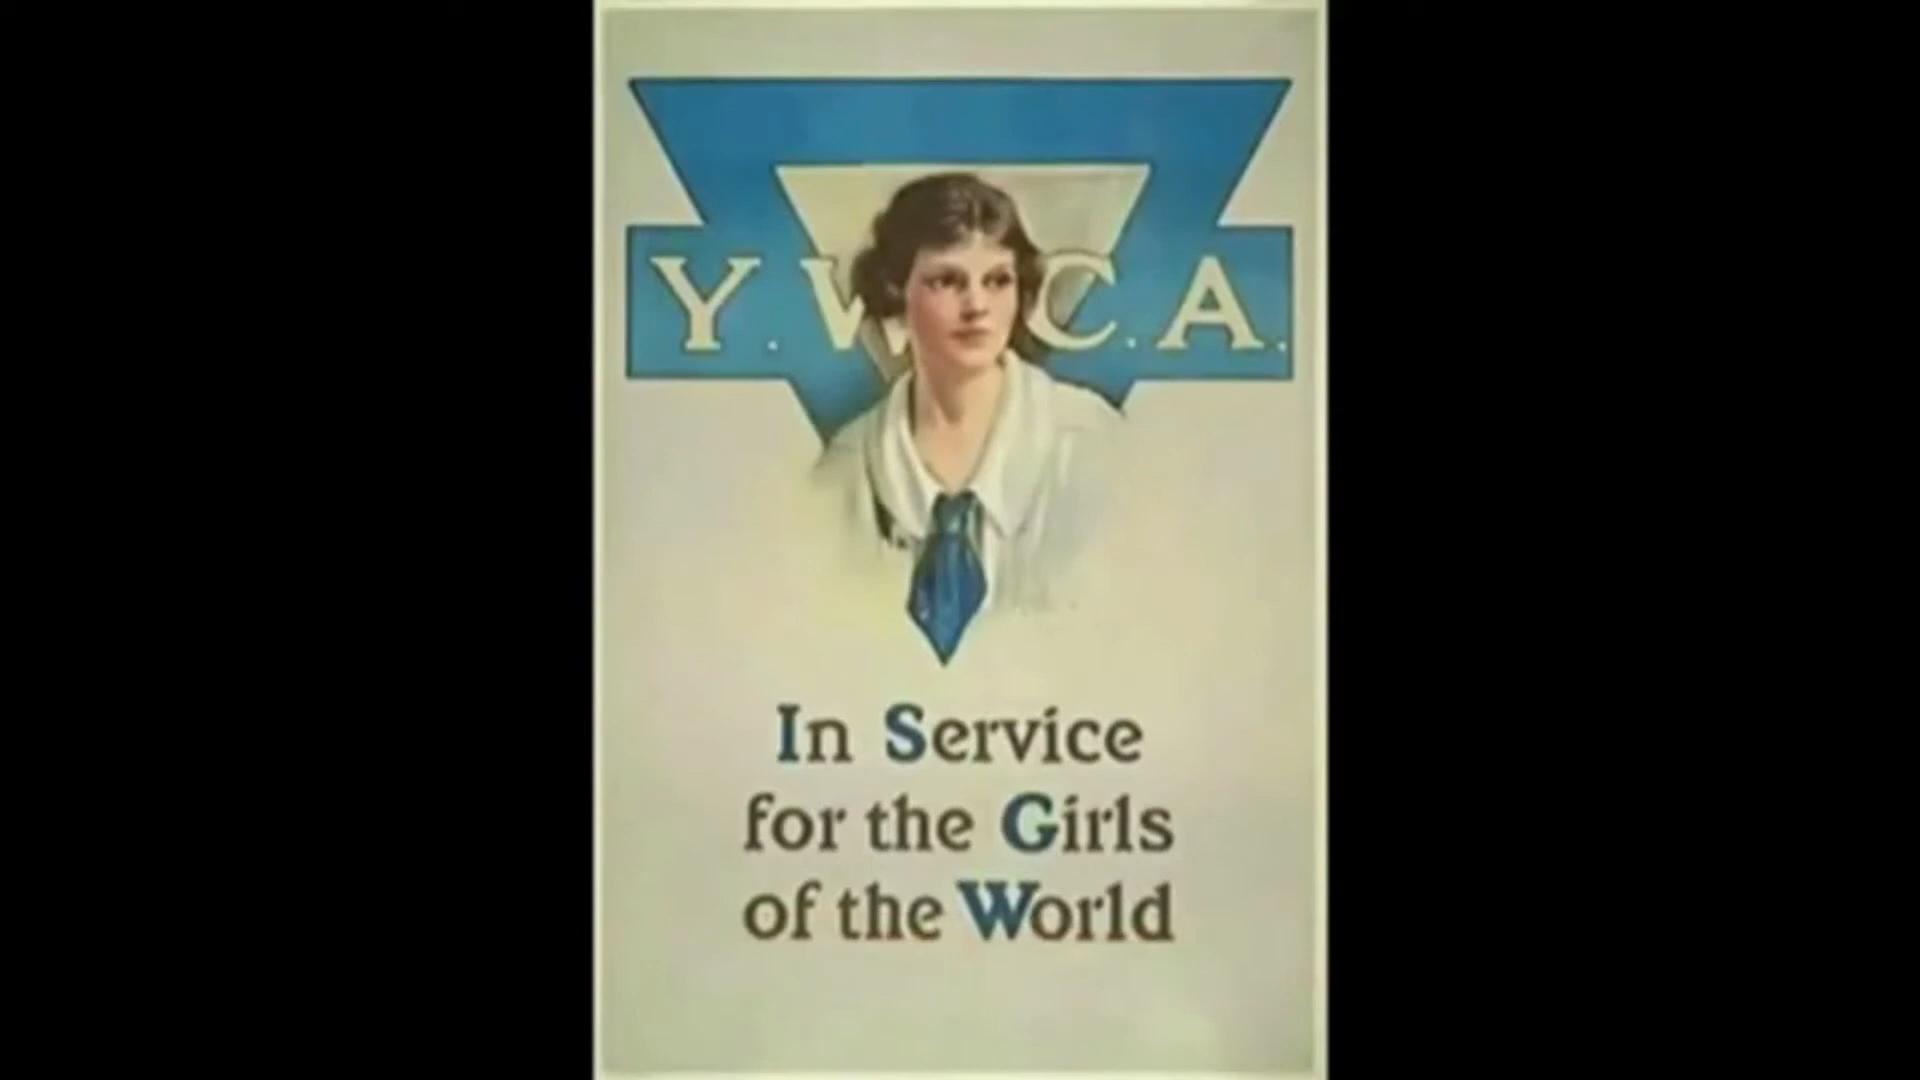 Y.W.C.A.
In Service
for the Girls
of the World